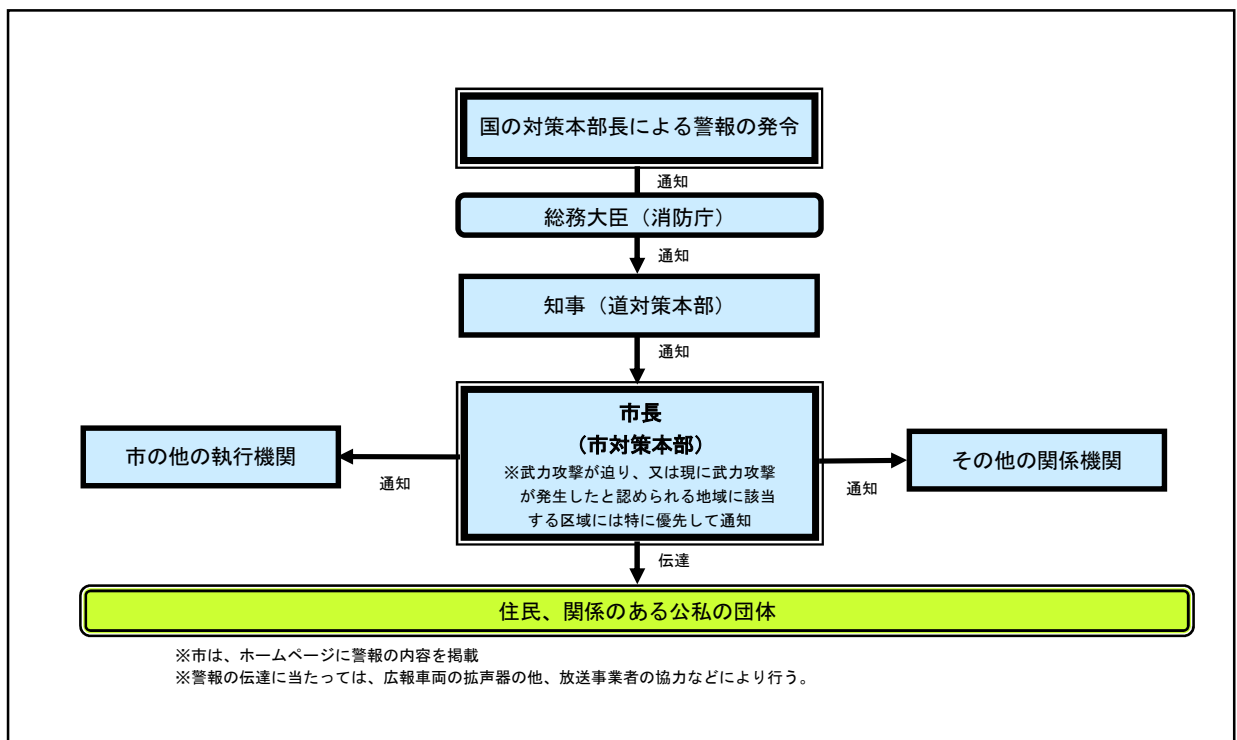 国の対策本部長による警報の発令
通知
総務大臣（消防庁）
通知
知事（道対策本部）
通知
市長
（市対策本部）
※武力攻撃が迫り、又は現に武力攻撃
が発生したと認められる地域に該当
する区域には特に優先して通知
市の他の執行機関
通知
その他の関係機関
通知
伝達
住民、関係のある公私の団体
※市は、ホームページに警報の内容を掲載
※警報の伝達に当たっては、広報車両の拡声器の他、放送事業者の協力などにより行う。